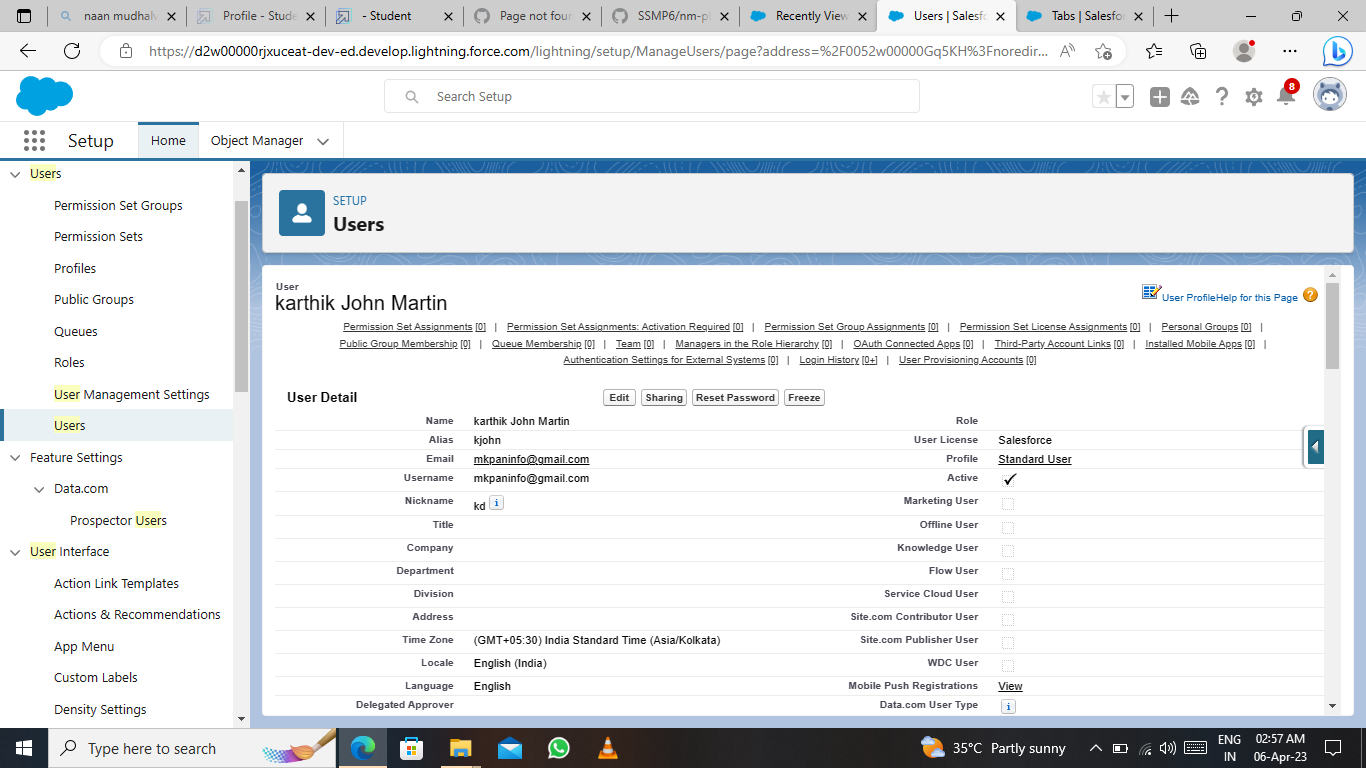 naan mudhalv
Profile - Stude
- Student
Page not foun
SSMP6/nm-pl
Recently View
Users | Salesfo
Tabs | Salesfor
https://d2w00000rjxuceat-dev-ed.develop.lightning.force.com/lightning/setup/ManageUsers/page?address=%2F0052w00000Gq5KH%3Fnoredir...
Search Setup
8
Setup
Home
Object Manager
Users
Permission Set Groups
Permission Sets
Profiles
Public Groups
Queues
Roles
User Management Settings
Users
Feature Settings
Data.com
Prospector Users
User Interface
Action Link Templates
Actions & Recommendations
App Menu
Custom Labels
Density Settings
SETUP
Users
User
karthik John Martin
User Profile Help for this Page
Permission Set Assignments [0] | Permission Set Assignments: Activation Required [0] | Permission Set Group Assignments [0] | Permission Set License Assignments [0] | Personal Groups [0] |
Public Group Membership [0] | Queue Membership [0] | Team [0] | Managers in the Role Hierarchy [0] | OAuth Connected Apps [0] | Third-Party Account Links [0] | Installed Mobile Apps [0] |
Authentication Settings for External Systems [0] | Login History [0+] | User Provisioning Accounts [0]
User Detail Edit Sharing Reset Password Freeze
Name karthik John Martin Role
Alias kjohn User License Salesforce
Email mkpaninfo@gmail.com Profile Standard User
Username mkpaninfo@gmail.com Active
Nickname kd i Marketing User
Title Offline User
Company Knowledge User
Department Flow User
Division Service Cloud User
Address Site.com Contributor User
Time Zone (GMT+05:30) India Standard Time (Asia/Kolkata) Site.com Publisher User
Locale English (India) WDC User
Language English Mobile Push Registrations View
Delegated Approver Data.com User Type i
Type here to search
35°C Partly sunny
ENG
IN
02:57 AM
06-Apr-23